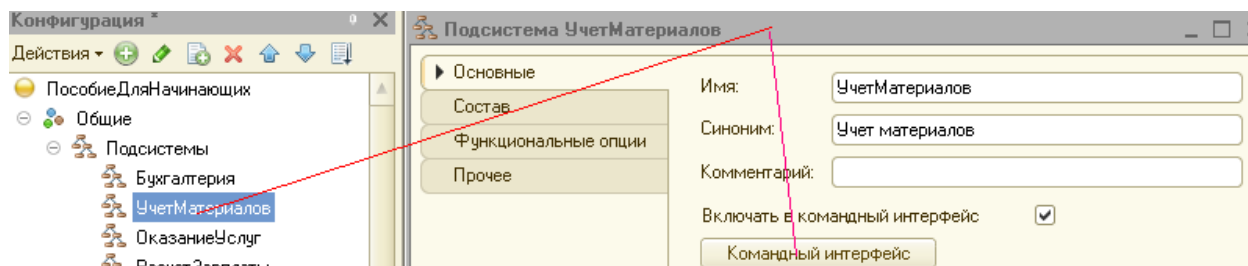 Конфигурация *
Действия
ПособиеДляНачинающих
Общие
Подсистемы
Бухгалтерия
УчетМатериалов
ОказаниеУслуг
Подсистема УчетМатериалов
Основные
Состав
Функциональные опции
Прочее
Имя: УчетМатериалов
Синоним: Учет материалов
Комментарий:
Включать в командный интерфейс
Командный интерфейс